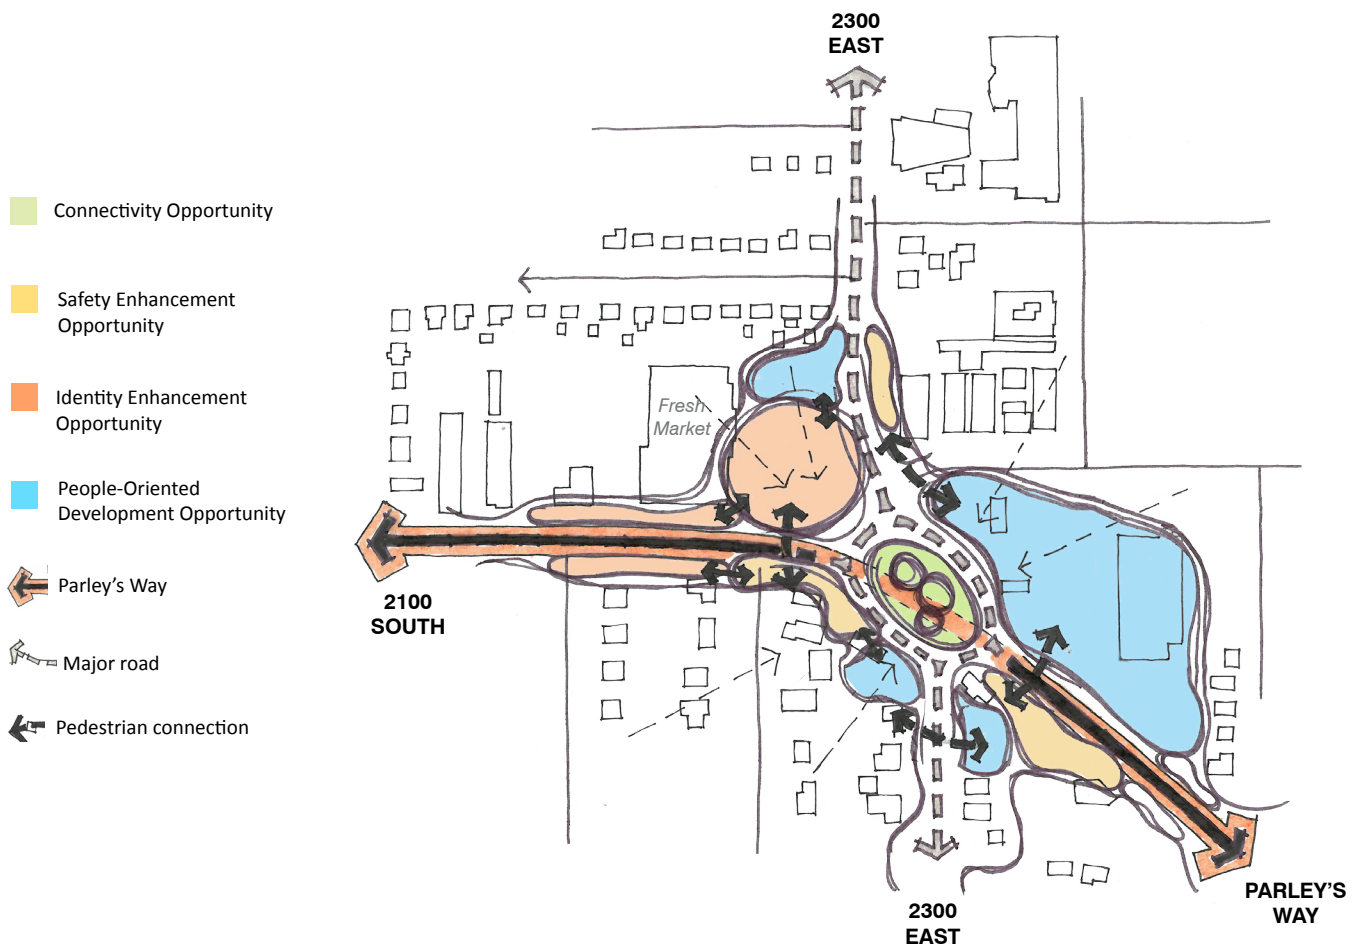 2300
EAST
Connectivity Opportunity
Safety Enhancement
Opportunity
Identity Enhancement
Opportunity
Fresh
Market
People-Oriented
Development Opportunity
Parley's Way
2100
SOUTH
Major road
Pedestrian connection
PARLEY'S
WAY
2300
EAST